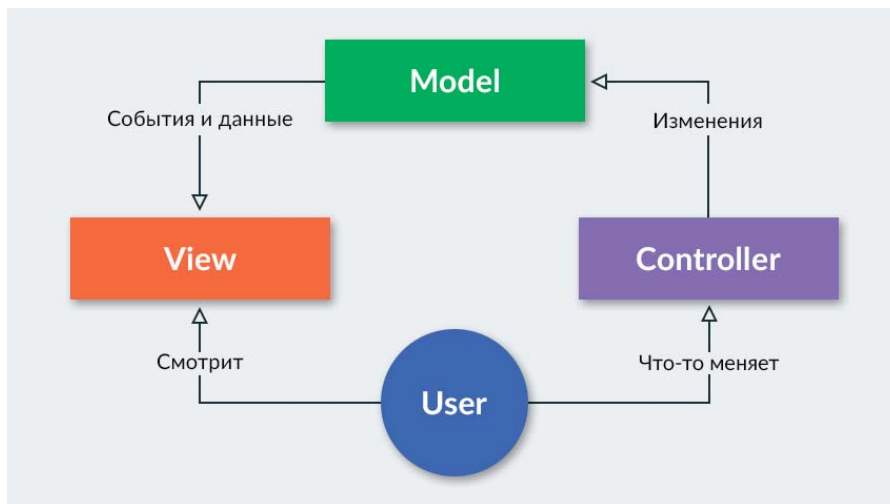 Model
События и данные
Изменения
View
Controller
Смотрит
Что-то меняет
User